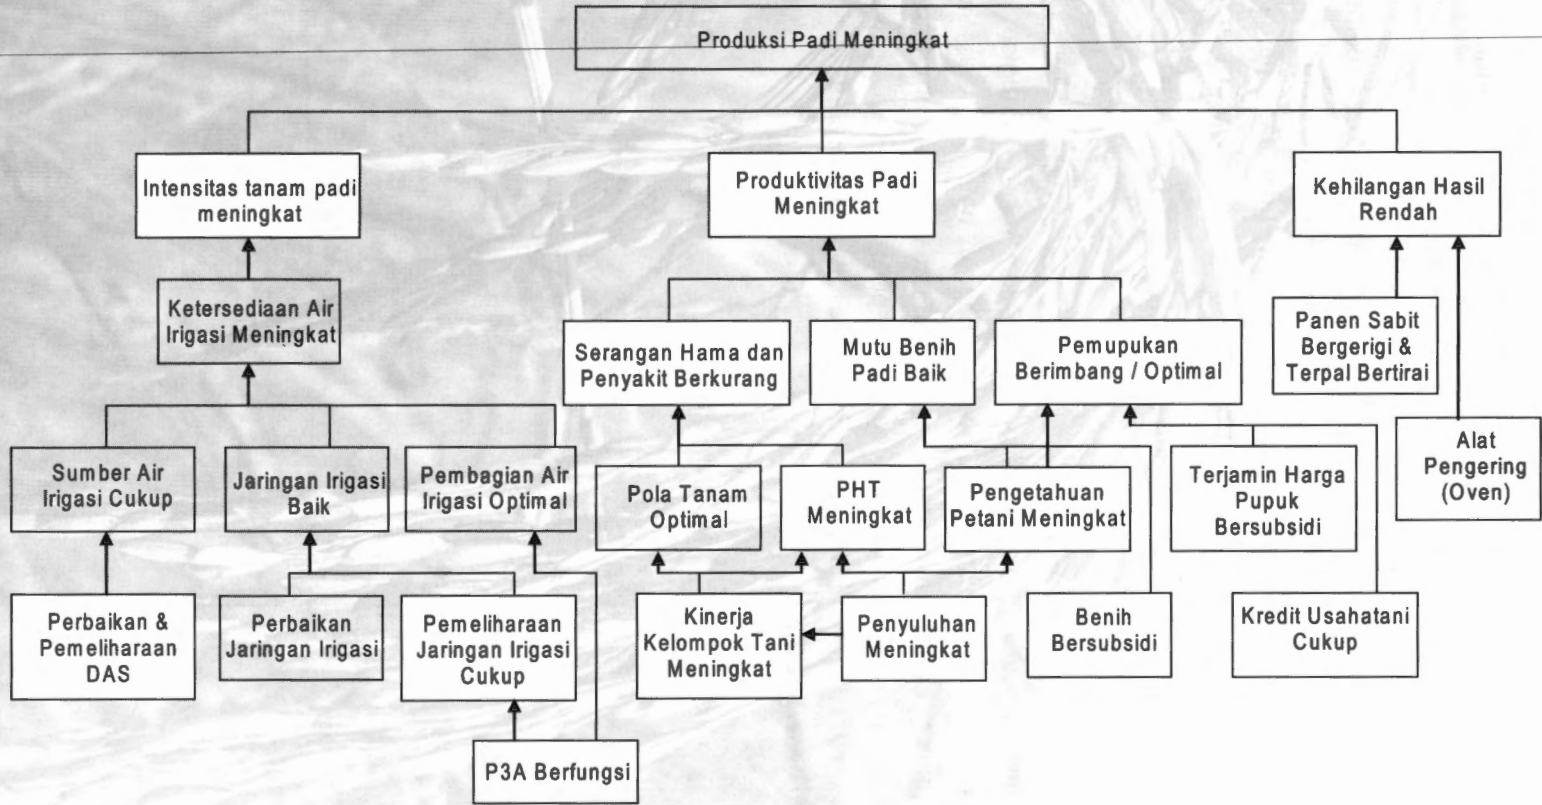 Produksi Padi Meningkat
Intensitas tanam padi
meningkat
Produktivitas Padi
Meningkat
Kehilangan Hasil
Rendah
Ketersediaan Air
Irigasi Meningkat
Serangan Hama dan
Penyakit Berkurang
Mutu Benih
Padi Baik
Pemupukan
Berimbang / Optimal
Panen Sabit
Bergerigi &
Terpal Bertirai
Sumber Air
Irigasi Cukup
Jaringan Irigasi
Baik
Pembagian Air
Irigasi Optimal
Pola Tanam
Optimal
PHT
Meningkat
Pengetahuan
Petani Meningkat
Terjamin Harga
Pupuk
Bersubsidi
Alat
Pengering
(Oven)
Perbaikan &
Pemeliharaan
DAS
Perbaikan
Jaringan Irigasi
Pemeliharaan
Jaringan Irigasi
Cukup
Kinerja
Kelompok Tani
Meningkat
Penyuluhan
Meningkat
Benih
Bersubsidi
Kredit Usahatani
Cukup
P3A Berfungsi